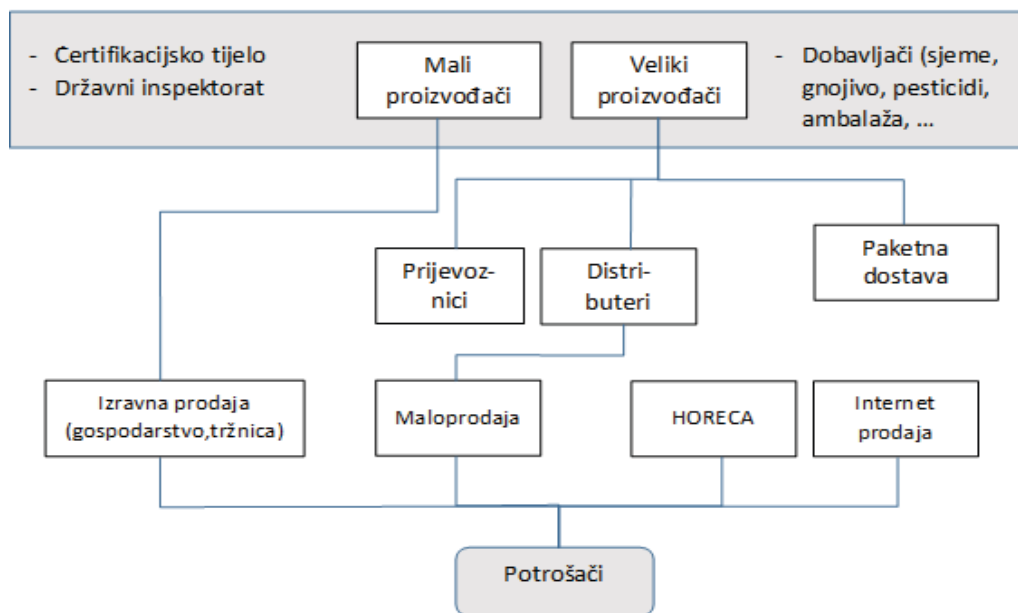 - Certifikacijsko tijelo
- Državni inspektorat
Mali
proizvođači
Veliki
proizvođači
- Dobavljači (sjeme,
gnojivo, pesticidi,
ambalaža, ...
Prijevoz-
nici
Distri-
buteri
Paketna
dostava
Izravna prodaja
(gospodarstvo,tržnica)
Maloprodaja
HORECA
Internet
prodaja
Potrošači